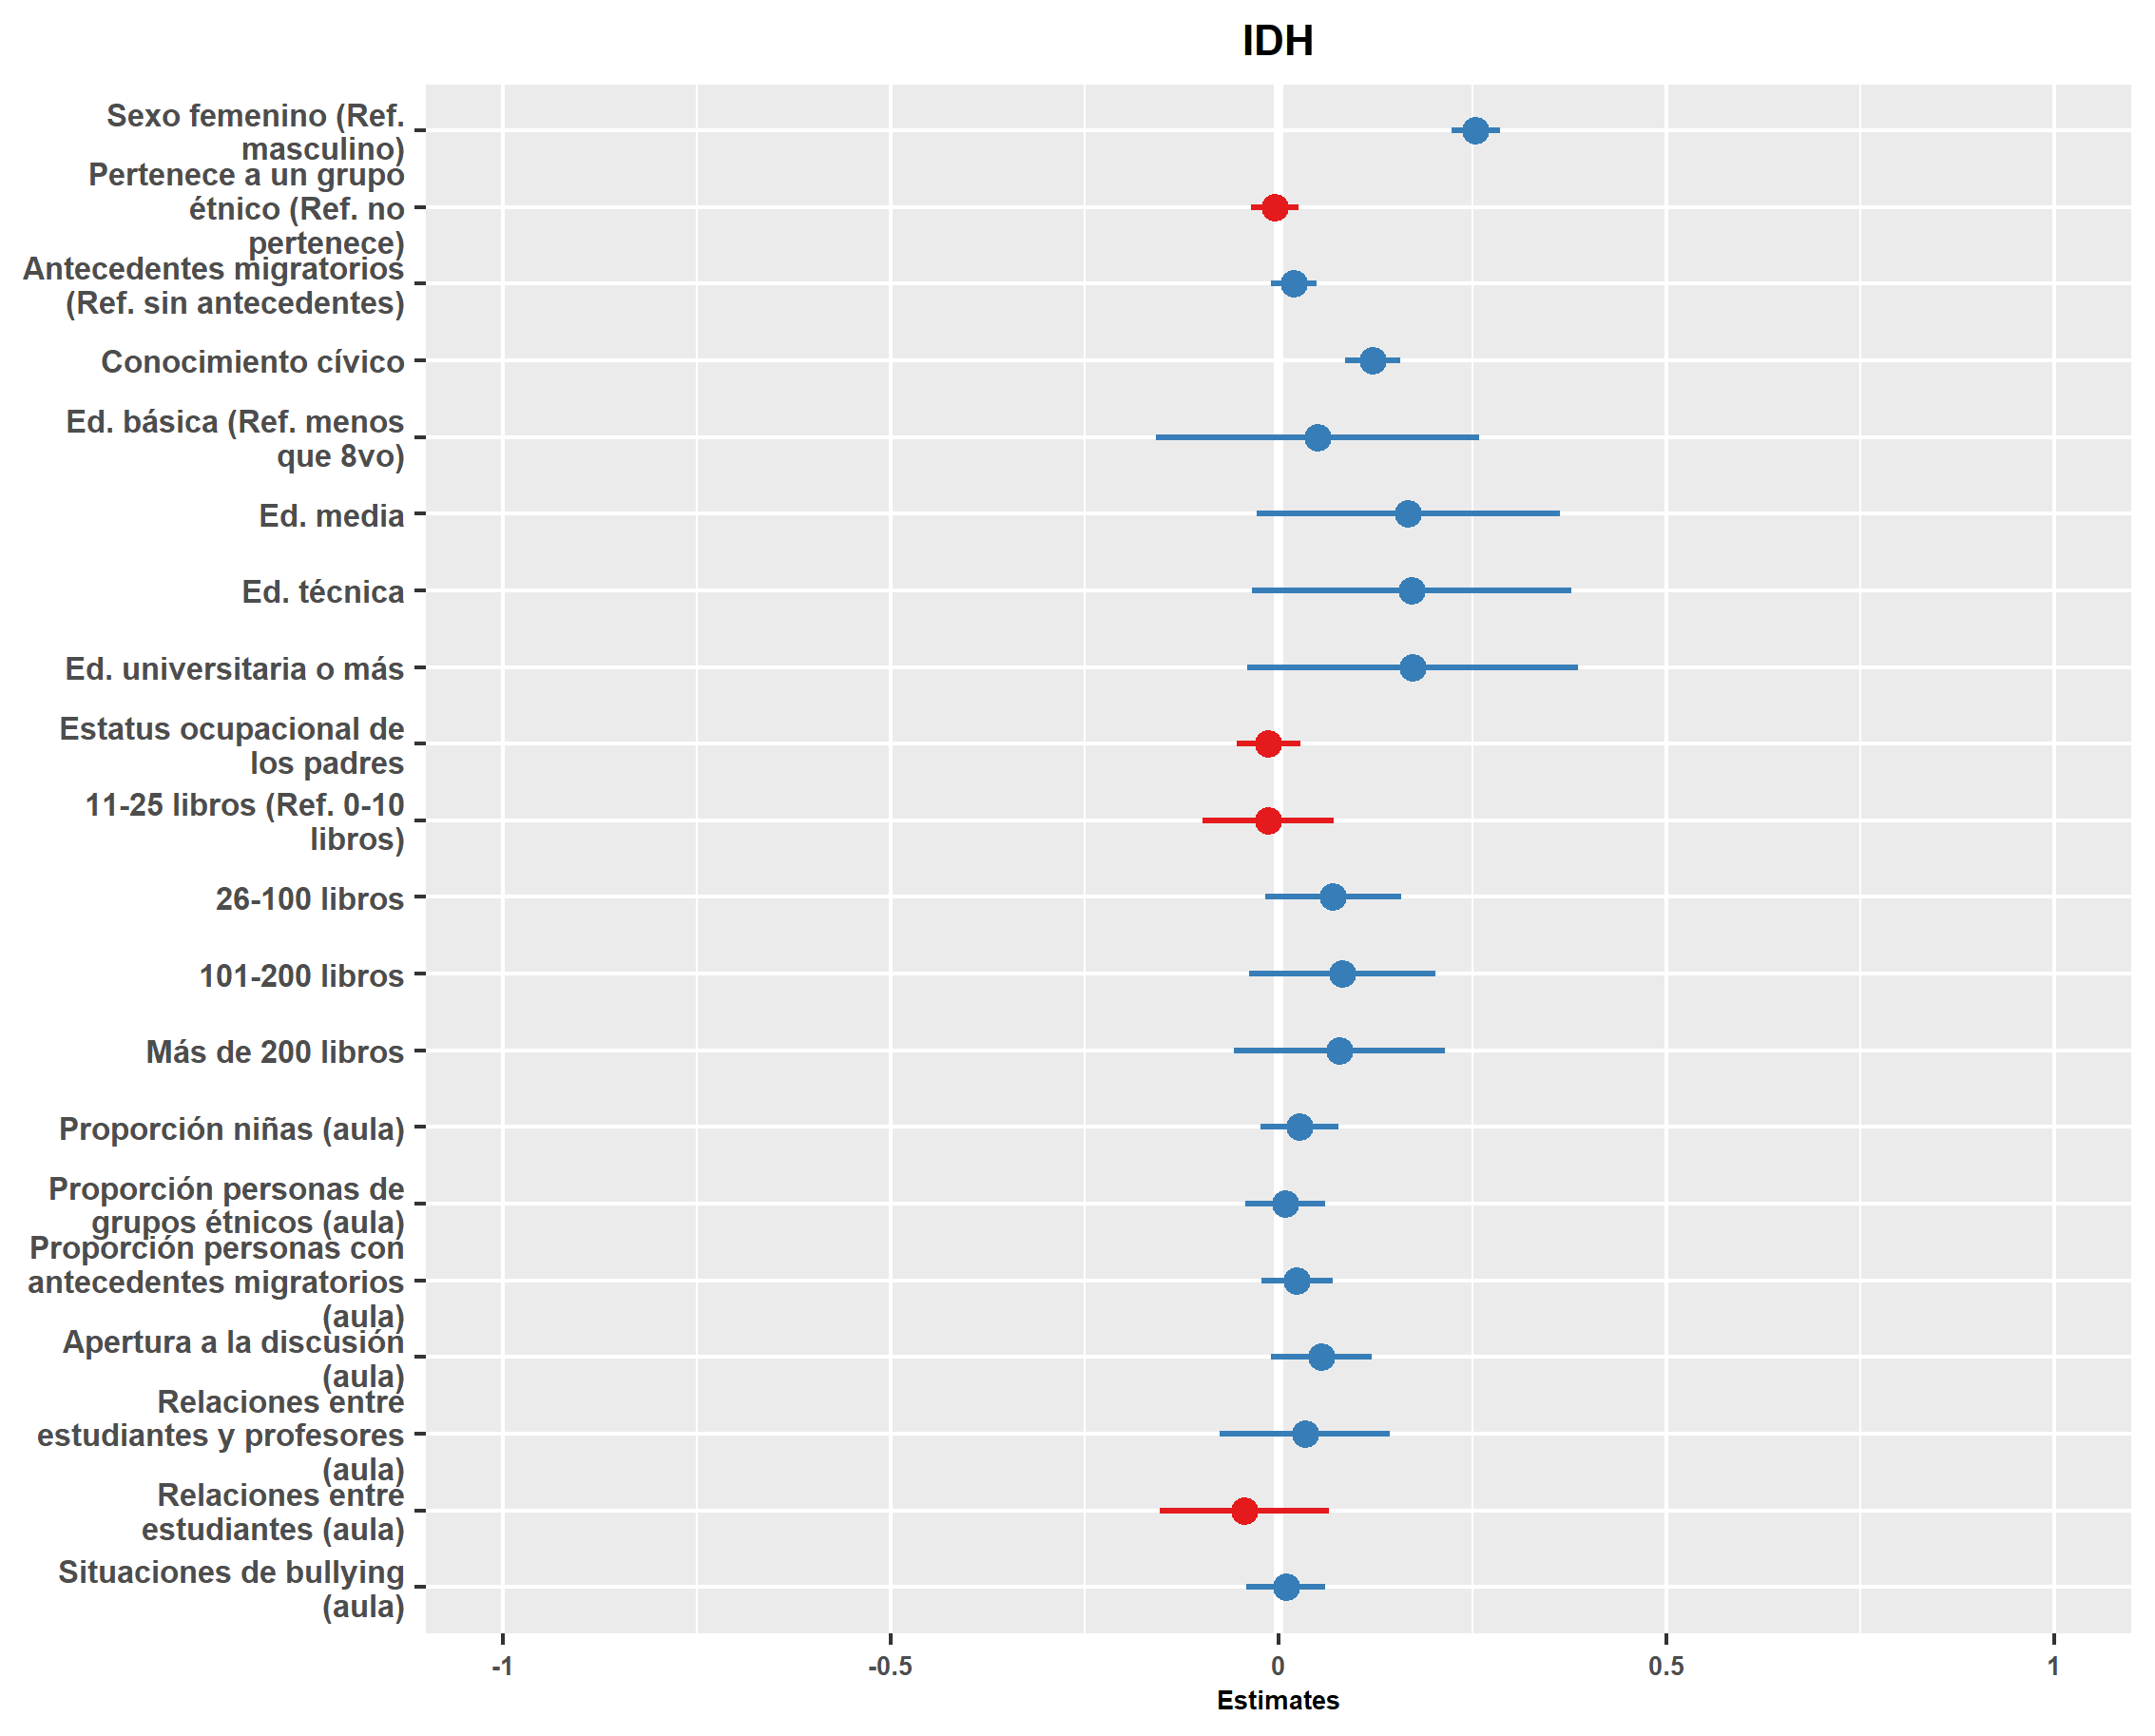 IDH
Sexo femenino (Ref.
masculino)
Pertenece a un grupo
étnico (Ref. no
pertenece)
Antecedentes migratorios
(Ref. sin antecedentes)
Conocimiento cívico
Ed. básica (Ref. menos
que 8vo)
Ed. media
Ed. técnica
Ed. universitaria o más
Estatus ocupacional de
los padres
11-25 libros (Ref. 0-10
libros)
26-100 libros
101-200 libros
Más de 200 libros
Proporción niñas (aula)
Proporción personas de
grupos étnicos (aula)
Proporción personas con
antecedentes migratorios
(aula)
Apertura a la discusión
(aula)
Relaciones entre
estudiantes y profesores
(aula)
Relaciones entre
estudiantes (aula)
Situaciones de bullying
(aula)
-1 -0.5 0 0.5 1
Estimates